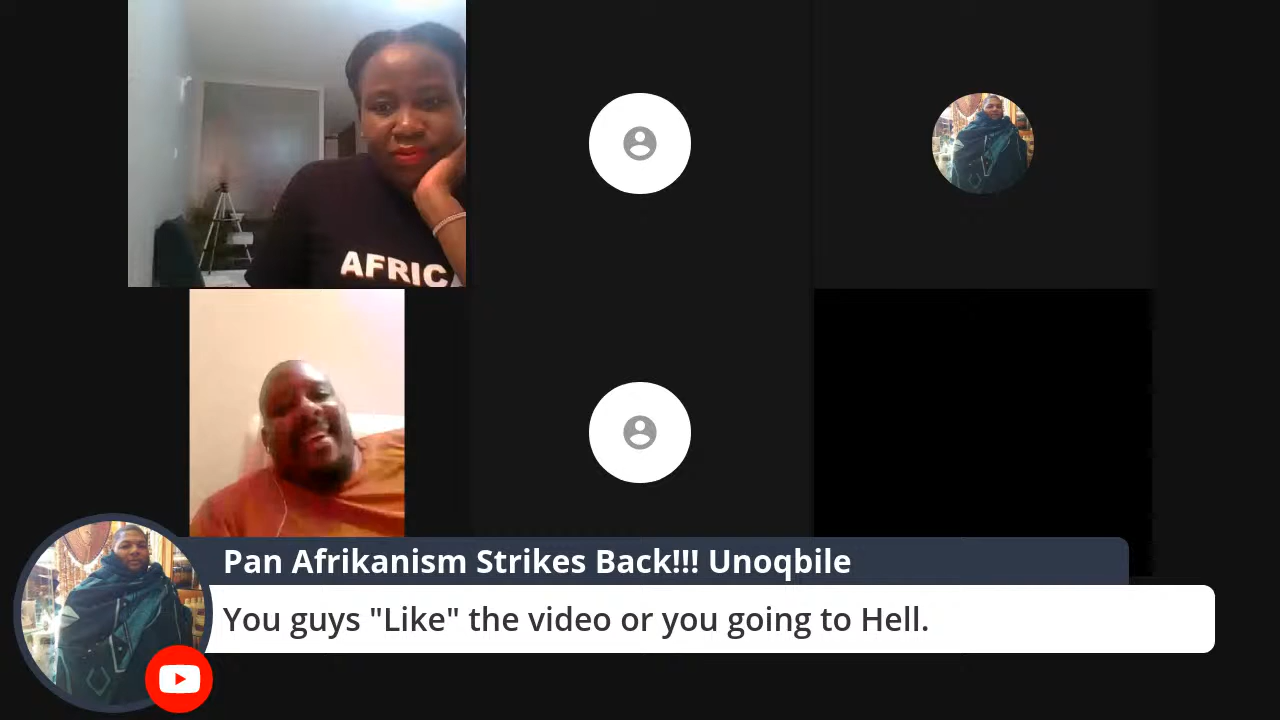 AFRIC
Pan Afrikanism Strikes Back!!! Unoqbile
You guys "Like" the video or you going to Hell.